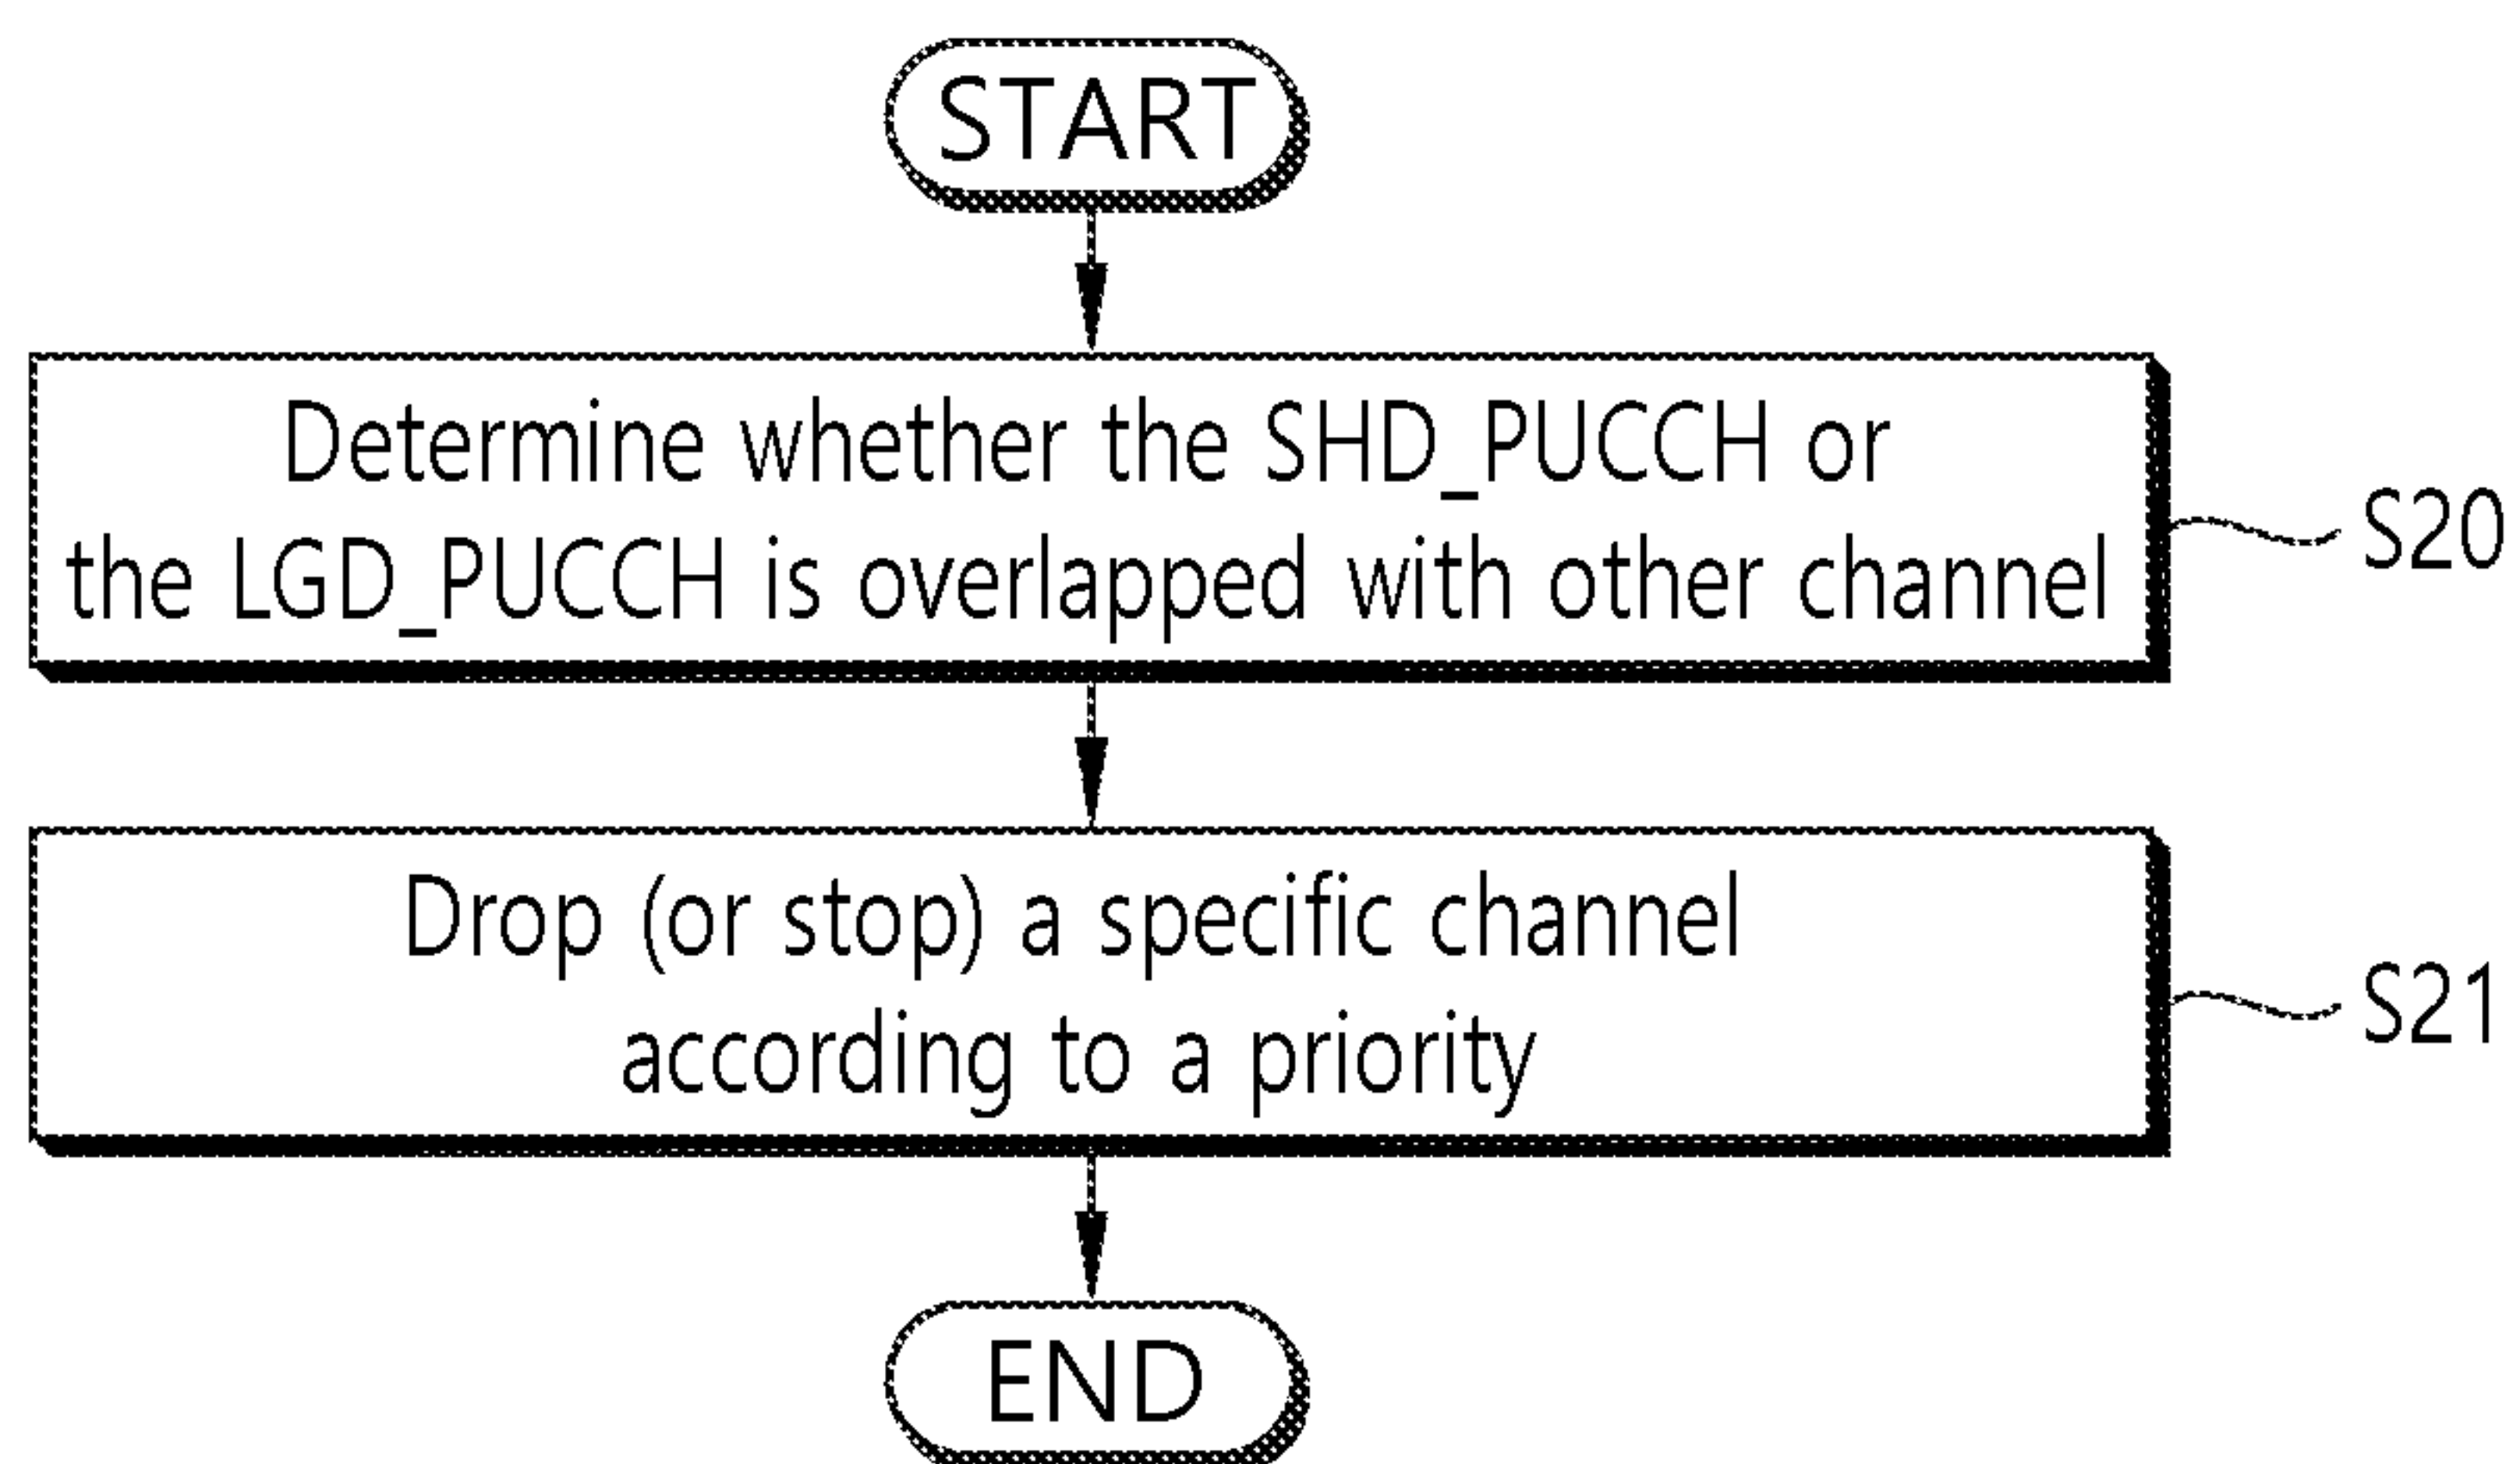 START
Determine whether the SHD_PUCCH or
the LGD_PUCCH is overlapped with other channel
S20
Drop (or stop) a specific channel
according to a priority
S21
END